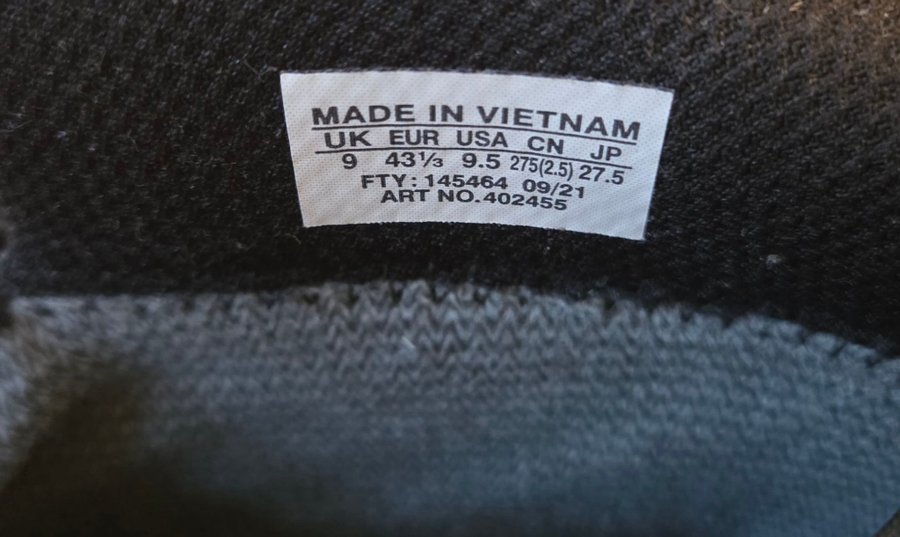 MADE IN VIETNAM
UK EUR USA CN JP
9 43⅓ 9.5 275(2.5) 27.5
FTY: 145464 09/21
ART NO. 402455